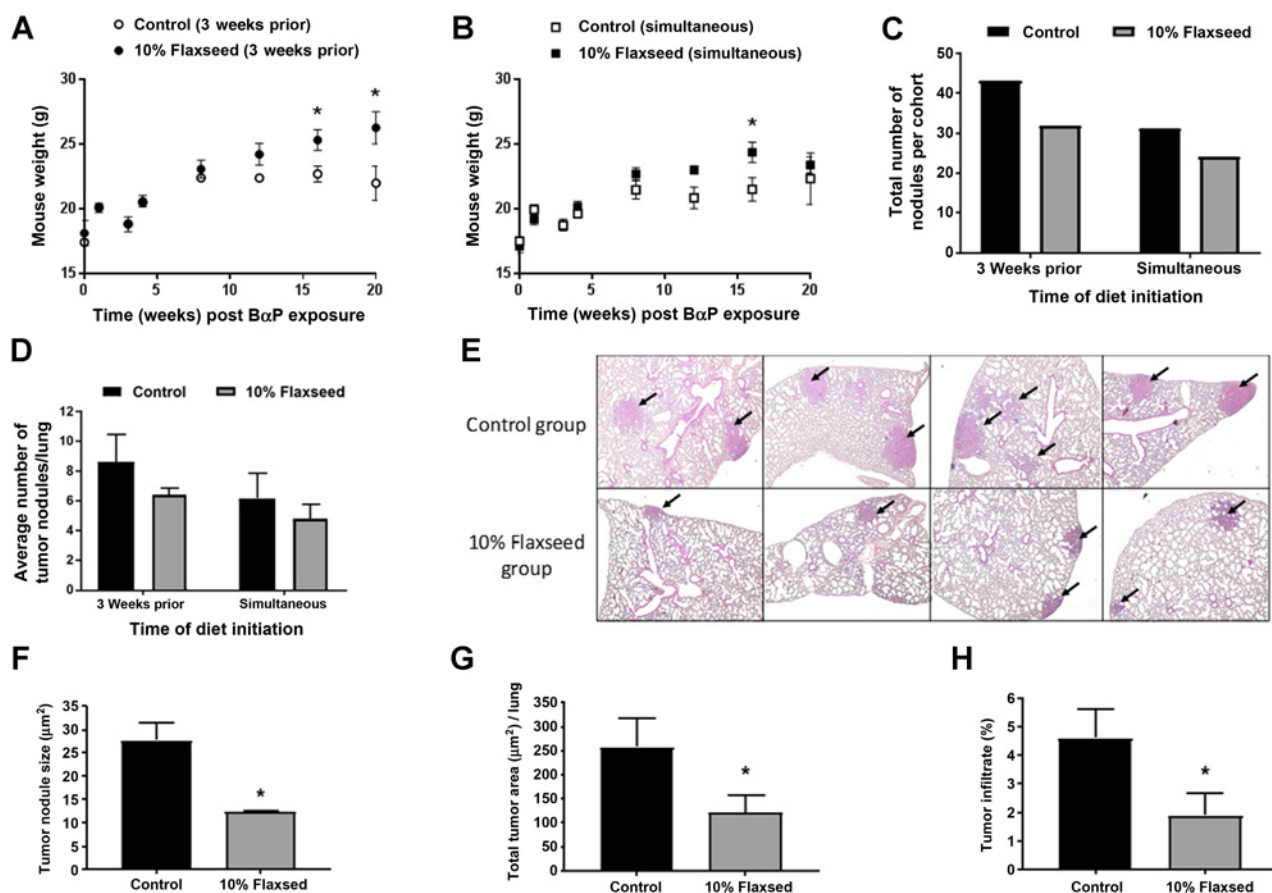 A
Control (3 weeks prior)
10% Flaxseed (3 weeks prior)
Mouse weight (g)
30
25
20
15
*
*
0
5
10
15
20
Time (weeks) post BαP exposure
B
Control (simultaneous)
10% Flaxseed (simultaneous)
Mouse weight (g)
30
25
20
15
*
0
5
10
15
20
Time (weeks) post BαP exposure
C
Control
10% Flaxseed
Total number of
nodules per cohort
50
40
30
20
10
0
3 Weeks prior
Simultaneous
Time of diet initiation
D
Control
10% Flaxseed
Average number of
tumor nodules/lung
12
10
8
6
4
2
0
3 Weeks prior
Simultaneous
Time of diet initiation
E
Control group
10% Flaxseed
group
F
Tumor nodule size (μm²)
35
30
25
20
15
10
5
0
*
Control
10% Flaxsed
G
Total tumor area (μm²) / lung
350
300
250
200
150
100
50
0
*
Control
10% Flaxsed
H
Tumor infiltrate (%)
6
5
4
3
2
1
0
*
Control
10% Flaxsed